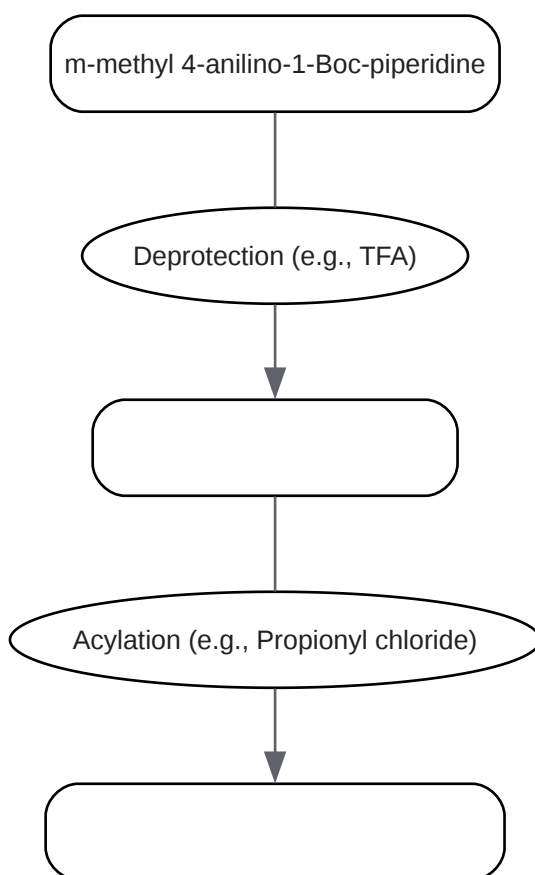 m-methyl 4-anilino-1-Boc-piperidine
Deprotection (e.g., TFA)
Acylation (e.g., Propionyl chloride)